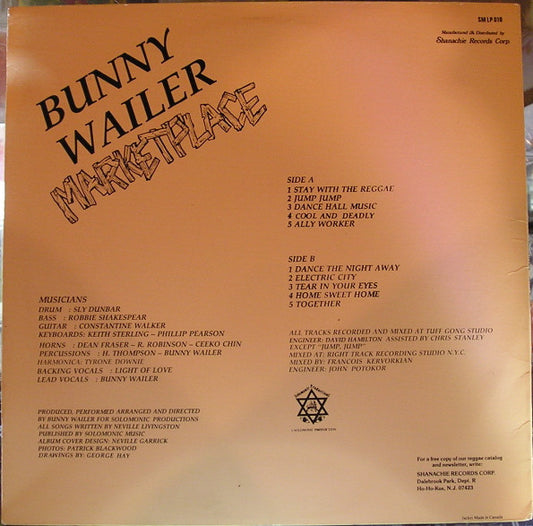 SM LP 010
Manufactured & Distributed by
Shanachie Records Corp.
BUNNY
WAILER
MARKETPLACE
SIDE A
1 STAY WITH THE REGGAE
2 JUMP JUMP
3 DANCE HALL MUSIC
4 COOL AND DEADLY
5 ALLY WORKER
SIDE B
1 DANCE THE NIGHT AWAY
2 ELECTRIC CITY
3 TEAR IN YOUR EYES
4 HOME SWEET HOME
5 TOGETHER
MUSICIANS
DRUM : SLY DUNBAR
BASS : ROBBIE SHAKESPEAR
GUITAR : CONSTANTINE WALKER
KEYBOARDS: KEITH STERLING - PHILLIP PEARSON
HORNS : DEAN FRASER - R. ROBINSON - CEEKO CHIN
PERCUSSIONS : H. THOMPSON - BUNNY WAILER
HARMONICA: TYRONE DOWNIE
BACKING VOCALS : LIGHT OF LOVE
LEAD VOCALS : BUNNY WAILER
ALL TRACKS RECORDED AND MIXED AT TUFF GONG STUDIO
ENGINEER: DAVID HAMILTON ASSISTED BY CHRIS STANLEY
EXCEPT "JUMP, JUMP"
MIXED AT: RIGHT TRACK RECORDING STUDIO N.Y.C.
MIXED BY: FRANCOIS KERVORKIAN
ENGINEER: JOHN POTOKOR
PRODUCED, PERFORMED ARRANGED AND DIRECTED
BY BUNNY WAILER FOR SOLOMONIC PRODUCTIONS
ALL SONGS WRITTEN BY NEVILLE LIVINGSTON
PUBLISHED BY SOLOMONIC MUSIC
ALBUM COVER DESIGN: NEVILLE GARRICK
PHOTOS: PATRICK BLACKWOOD
DRAWINGS BY: GEORGE HAY
For a free copy of our reggae catalog
and newsletter, write:
SHANACHIE RECORDS CORP.
Dalebrook Park, Dept. R
Ho-Ho-Kus, N.J. 07423
Jacket Made in Canada